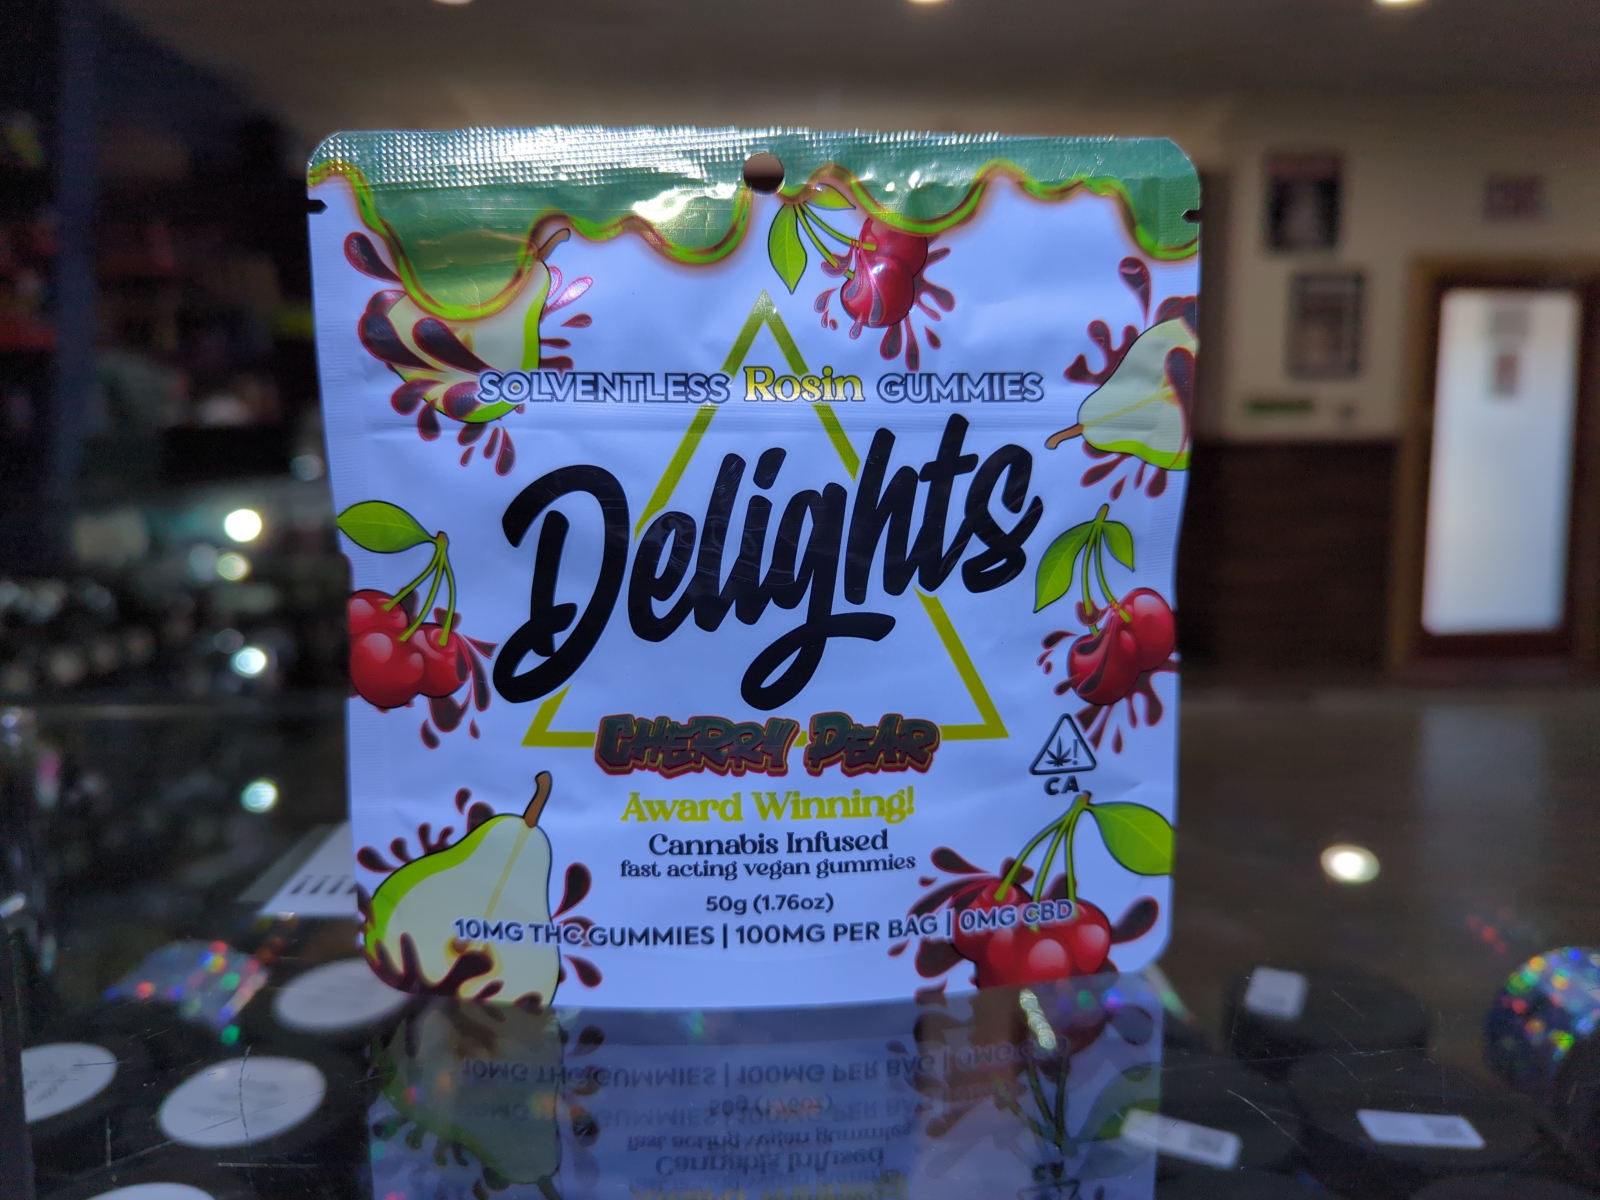 SOLVENTLESS Rosin GUMMIES
Delights
CHERRY PEAR
CA
Award Winning!
Cannabis Infused
fast acting vegan gummies
50g (1.76oz)
10MG THC GUMMIES | 100MG PER BAG | 0MG CBD